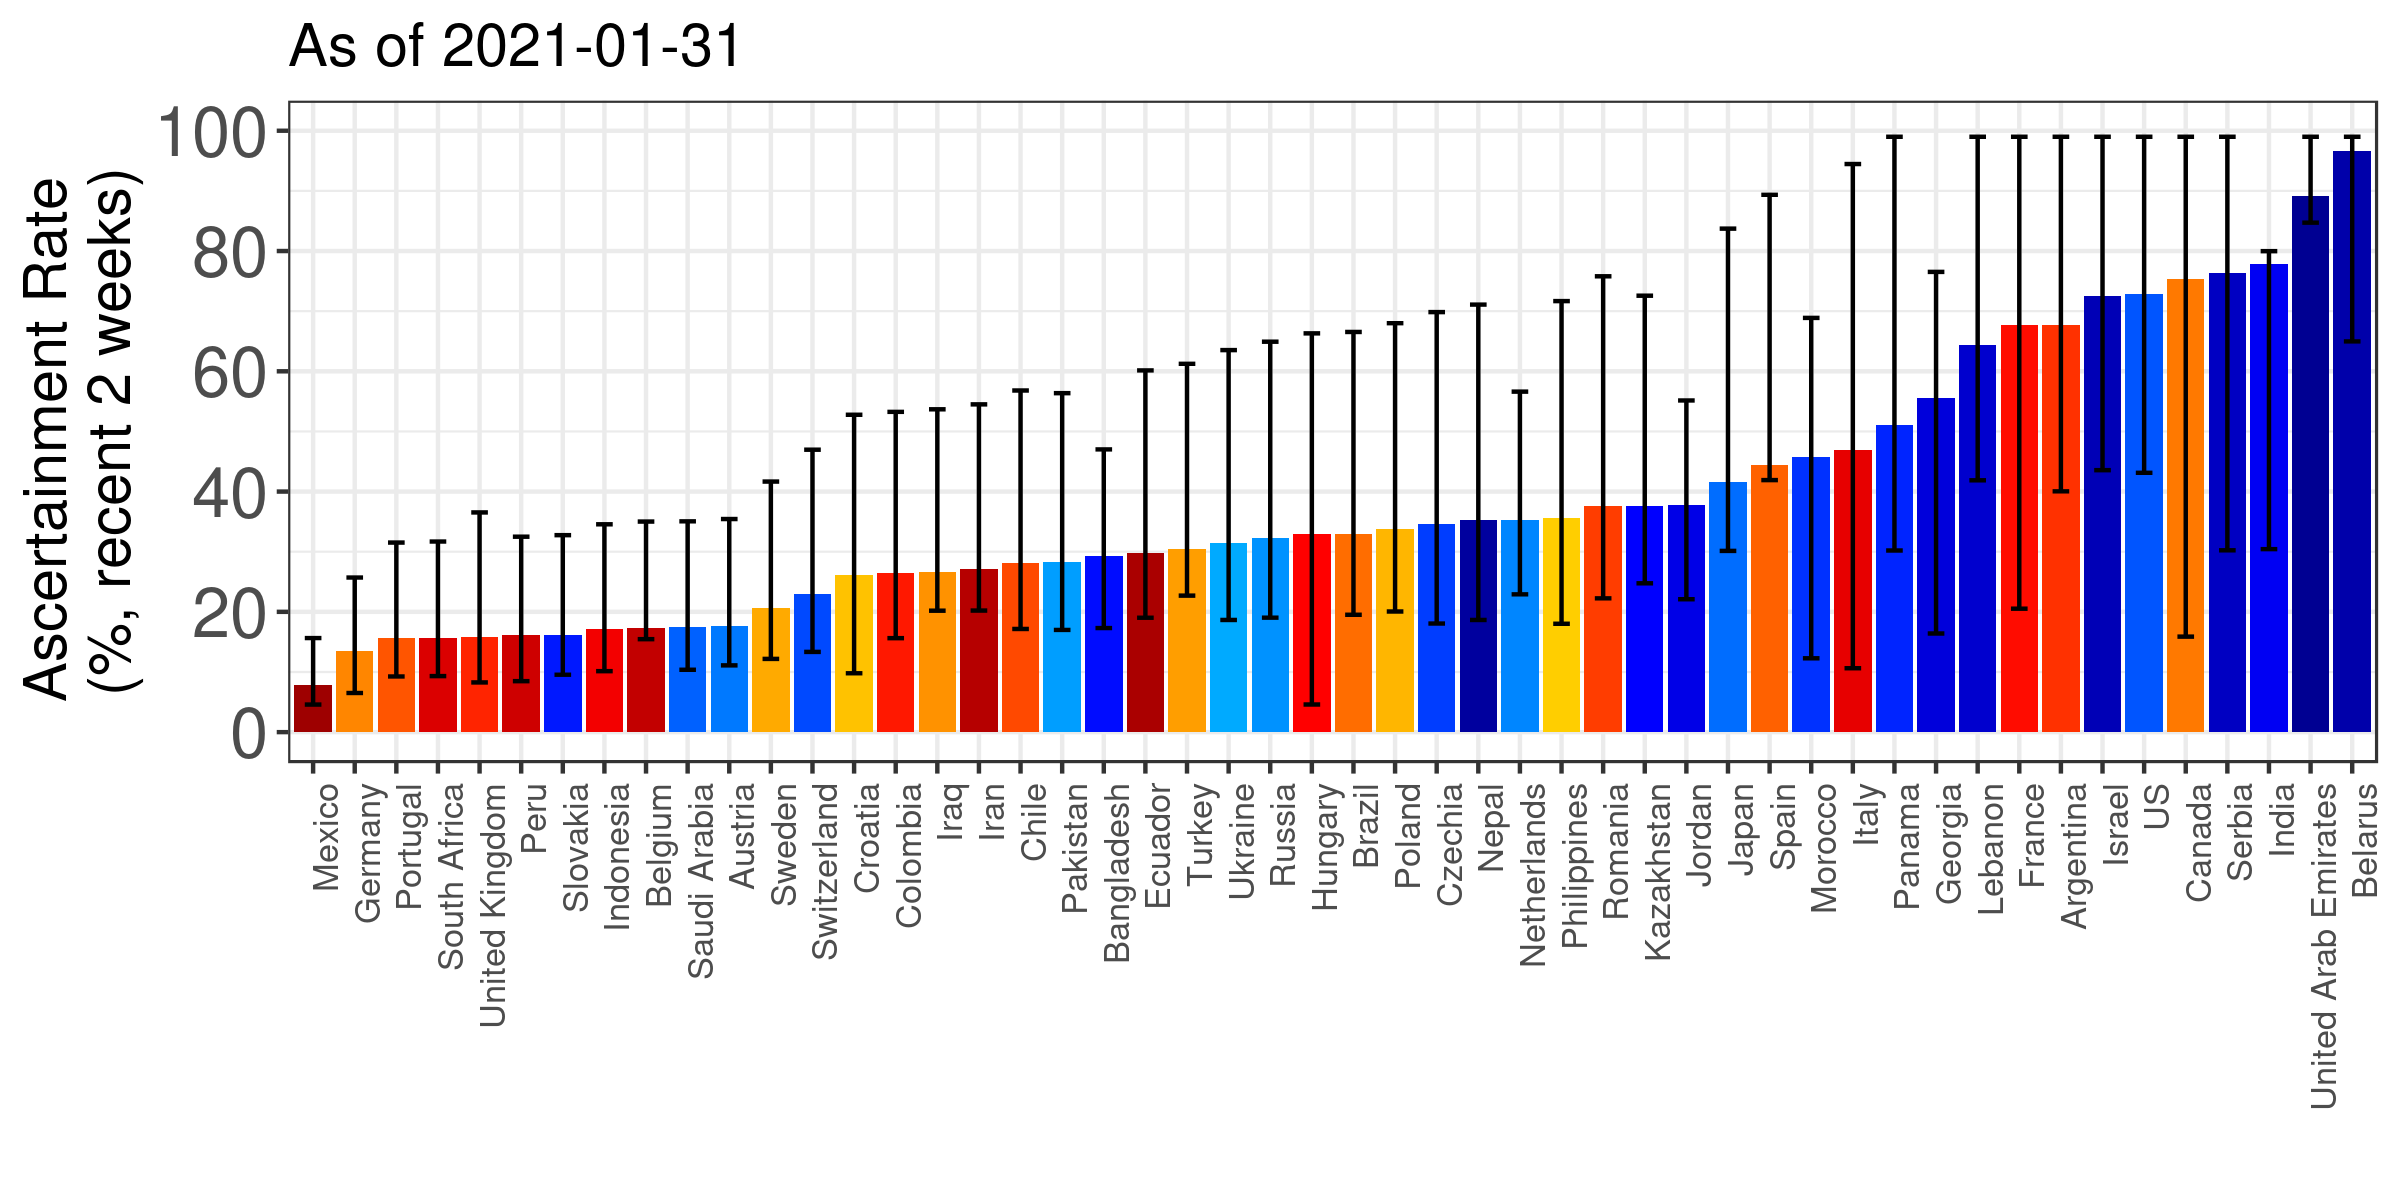 As of 2021-01-31
Ascertainment Rate
(%, recent 2 weeks)
100
80
60
40
20
0
Mexico
Germany
Portugal
South Africa
United Kingdom
Peru
Slovakia
Indonesia
Belgium
Saudi Arabia
Austria
Sweden
Switzerland
Croatia
Colombia
Iraq
Iran
Chile
Pakistan
Bangladesh
Ecuador
Turkey
Ukraine
Russia
Hungary
Brazil
Poland
Czechia
Nepal
Netherlands
Philippines
Romania
Kazakhstan
Jordan
Japan
Spain
Morocco
Italy
Panama
Georgia
Lebanon
France
Argentina
Israel
US
Canada
Serbia
India
United Arab Emirates
Belarus